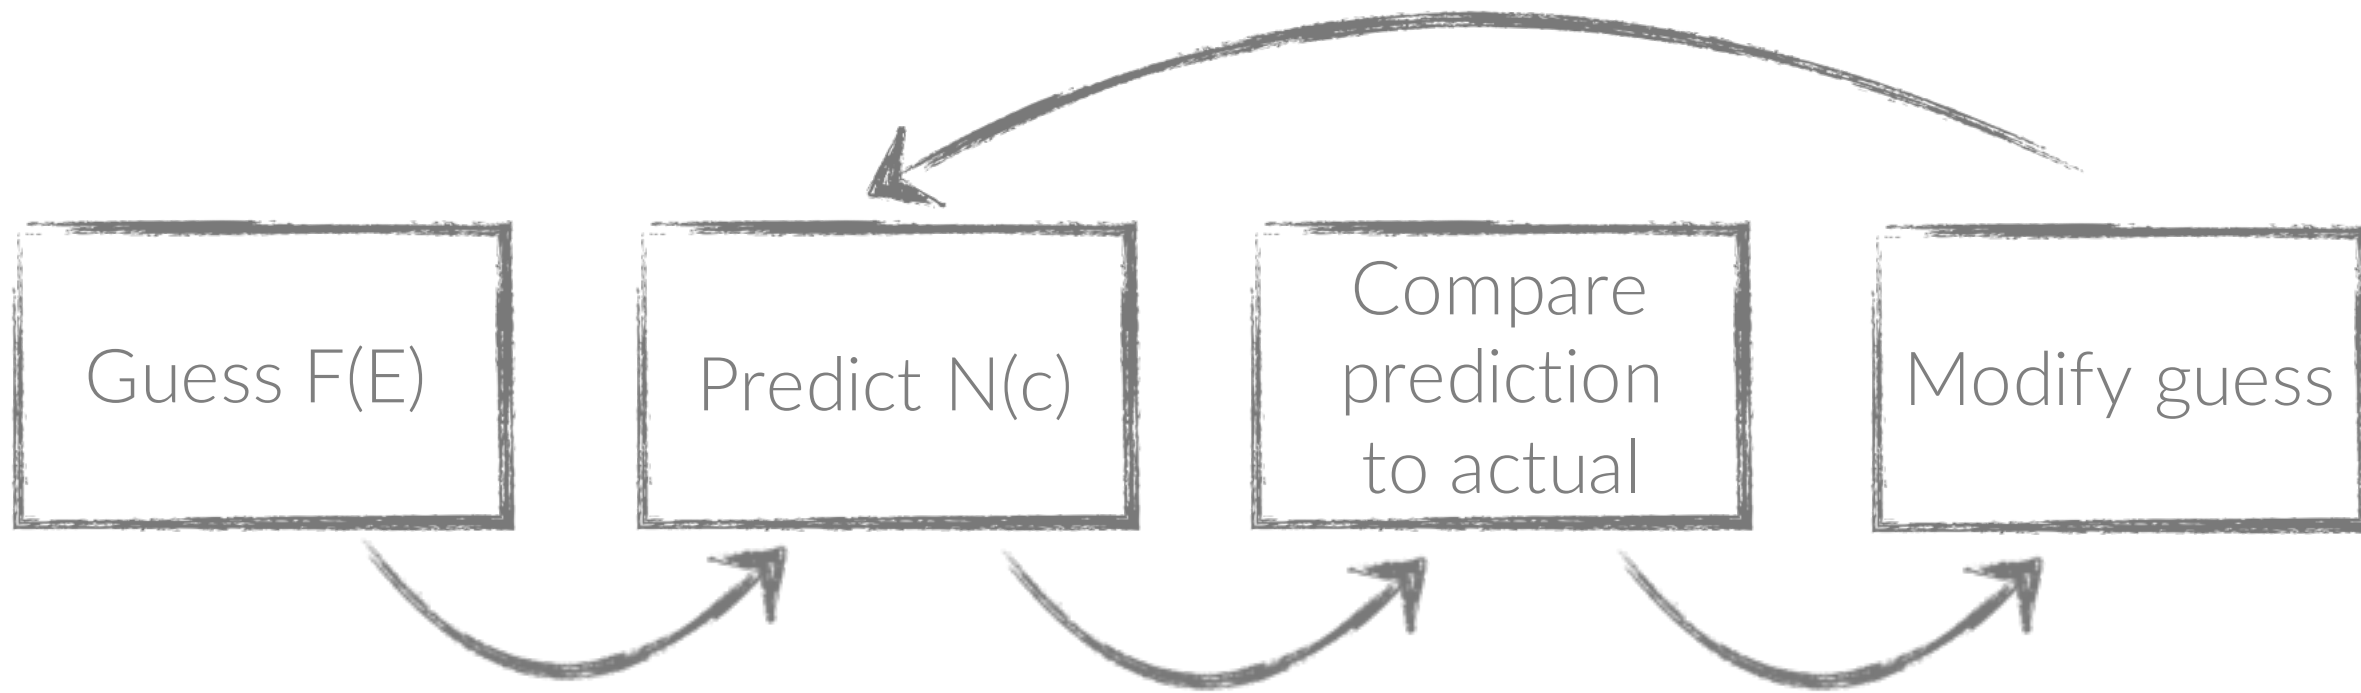 Guess F(E)
Predict N(c)
Compare
prediction
to actual
Modify guess